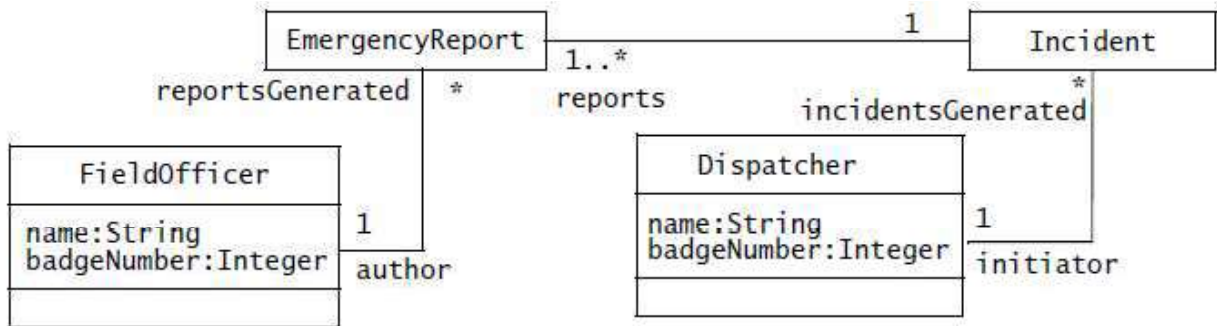 EmergencyReport
1
Incident
1..*
reportsGenerated
*
reports
*
incidentsGenerated
FieldOfficer
name:String
badgeNumber:Integer
1
author
Dispatcher
name:String
badgeNumber:Integer
1
initiator